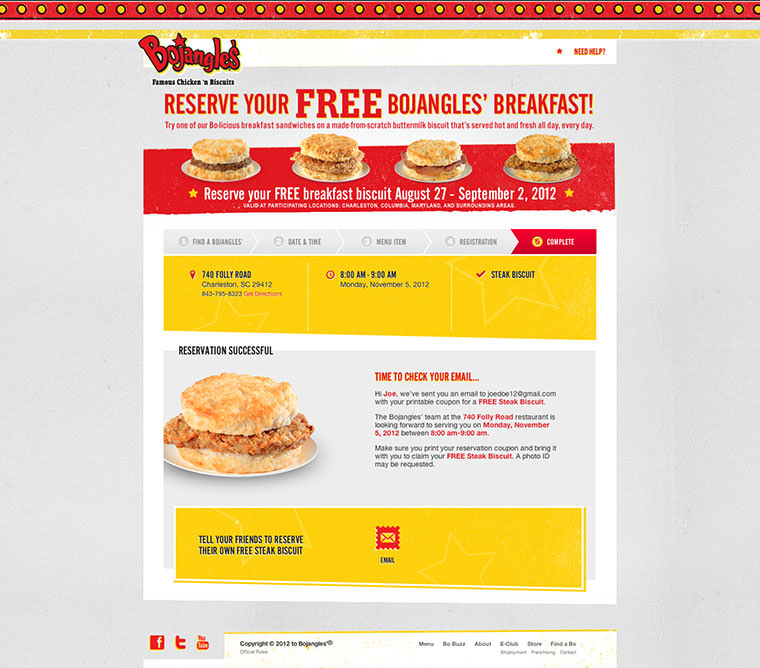 Bojangles'
Famous Chicken 'n Biscuits
NEED HELP?
RESERVE YOUR FREE BOJANGLES' BREAKFAST!
Try one of our Bo-licious breakfast sandwiches on a made-from-scratch buttermilk biscuit that's served hot and fresh all day, every day.
Reserve your FREE breakfast biscuit August 27 - September 2, 2012
VALID AT PARTICIPATING LOCATIONS: CHARLESTON, COLUMBIA, MARYLAND, AND SURROUNDING AREAS.
1 FIND A BOJANGLES' 2 DATE & TIME 3 MENU ITEM 4 REGISTRATION 5 COMPLETE
740 FOLLY ROAD 8:00 AM - 9:00 AM STEAK BISCUIT
Charleston, SC 29412 Monday, November 5, 2012
843-795-8323 Get Directions
RESERVATION SUCCESSFUL
TIME TO CHECK YOUR EMAIL...
Hi Joe, we've sent you an email to joedoe12@gmail.com
with your printable coupon for a FREE Steak Biscuit.
The Bojangles' team at the 740 Folly Road restaurant is
looking forward to serving you on Monday, November
5, 2012 between 8:00 am-9:00 am.
Make sure you print your reservation coupon and bring it
with you to claim your FREE Steak Biscuit. A photo ID
may be requested.
TELL YOUR FRIENDS TO RESERVE
THEIR OWN FREE STEAK BISCUIT
EMAIL
You Tube
Copyright © 2012 to Bojangles'® Menu Bo Buzz About E-Club Store Find a Bo
Official Rules Employment Franchising Contact